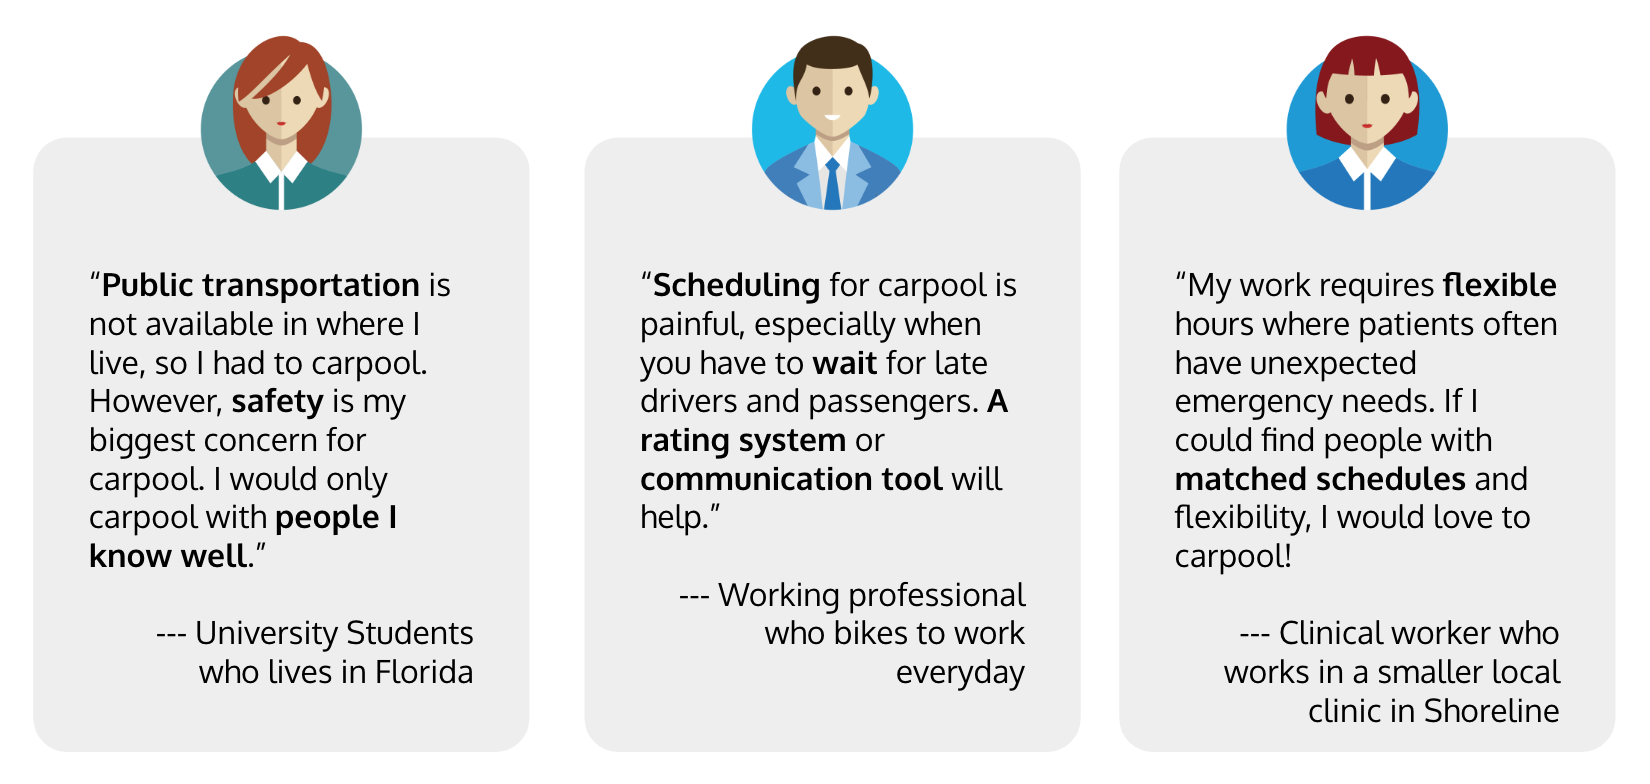 “Public transportation is
not available in where I
live, so I had to carpool.
However, safety is my
biggest concern for
carpool. I would only
carpool with people I
know well.”
--- University Students
who lives in Florida
“Scheduling for carpool is
painful, especially when
you have to wait for late
drivers and passengers. A
rating system or
communication tool will
help.”
--- Working professional
who bikes to work
everyday
“My work requires flexible
hours where patients often
have unexpected
emergency needs. If I
could find people with
matched schedules and
flexibility, I would love to
carpool!
--- Clinical worker who
works in a smaller local
clinic in Shoreline